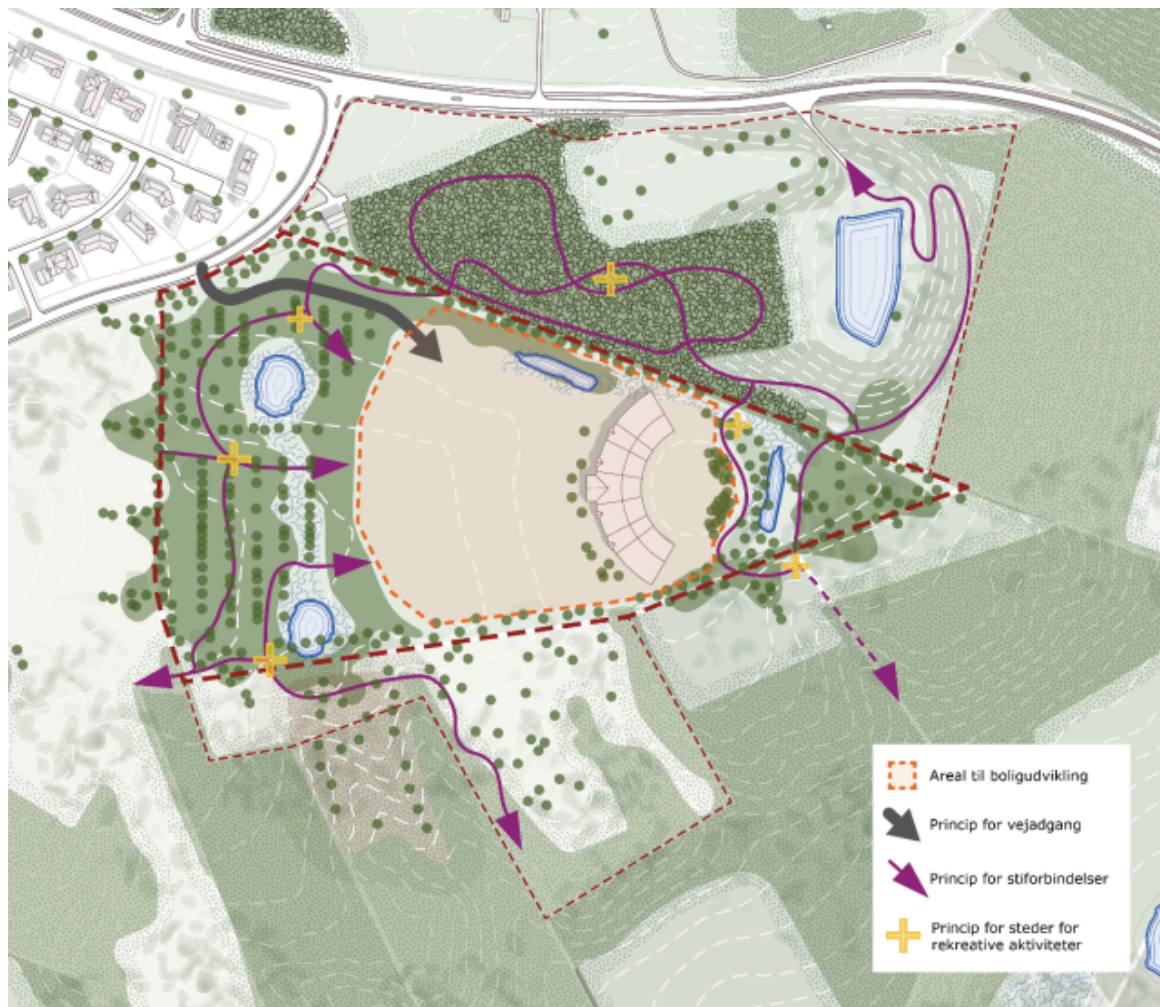 Areal til boligudvikling
Princip for vejadgang
Princip for stiforbindelser
Princip for steder for
rekreative aktiviteter